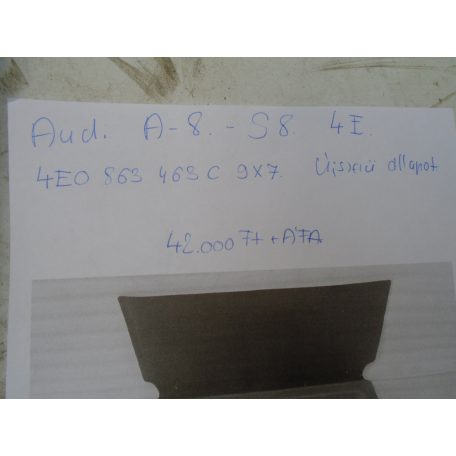 Audi A-8.-S8. 4E.
4E0 863 463 C 9X7. Újszerű állapot
42.000 Ft + ÁFA